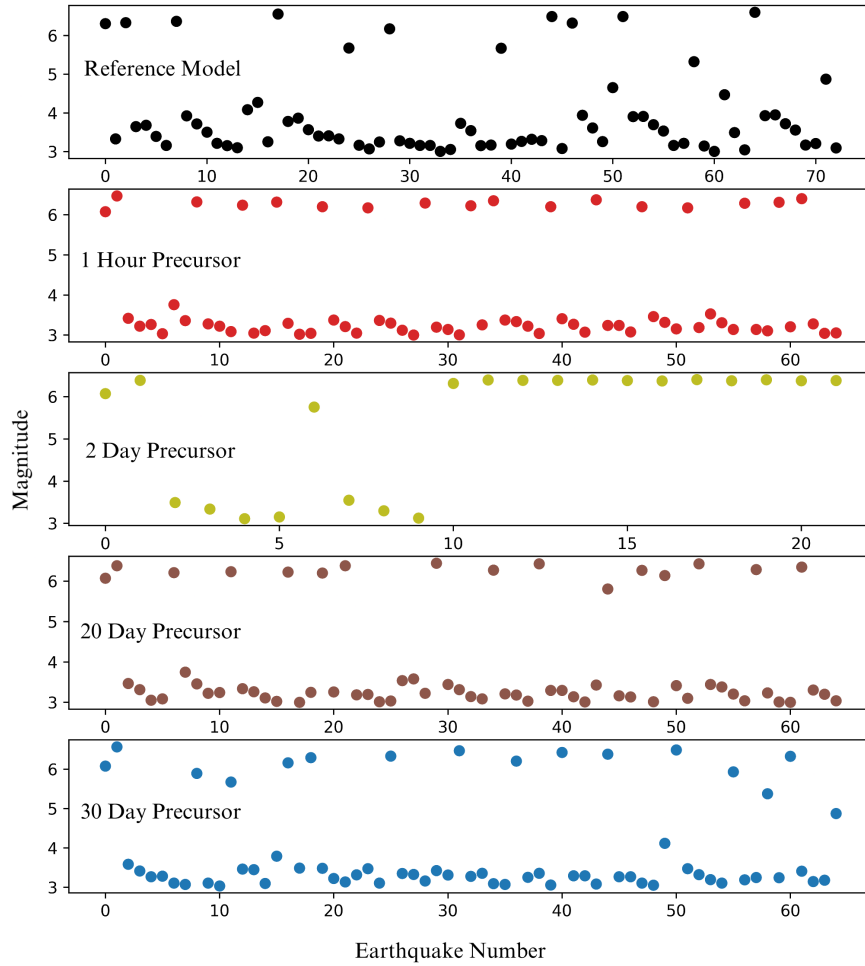 6
5
4
3
Reference Model
0 10 20 30 40 50 60 70
6
5
4
3
1 Hour Precursor
0 10 20 30 40 50 60
Magnitude
6
5
4
3
2 Day Precursor
0 5 10 15 20
6
5
4
3
20 Day Precursor
0 10 20 30 40 50 60
6
5
4
3
30 Day Precursor
0 10 20 30 40 50 60
Earthquake Number